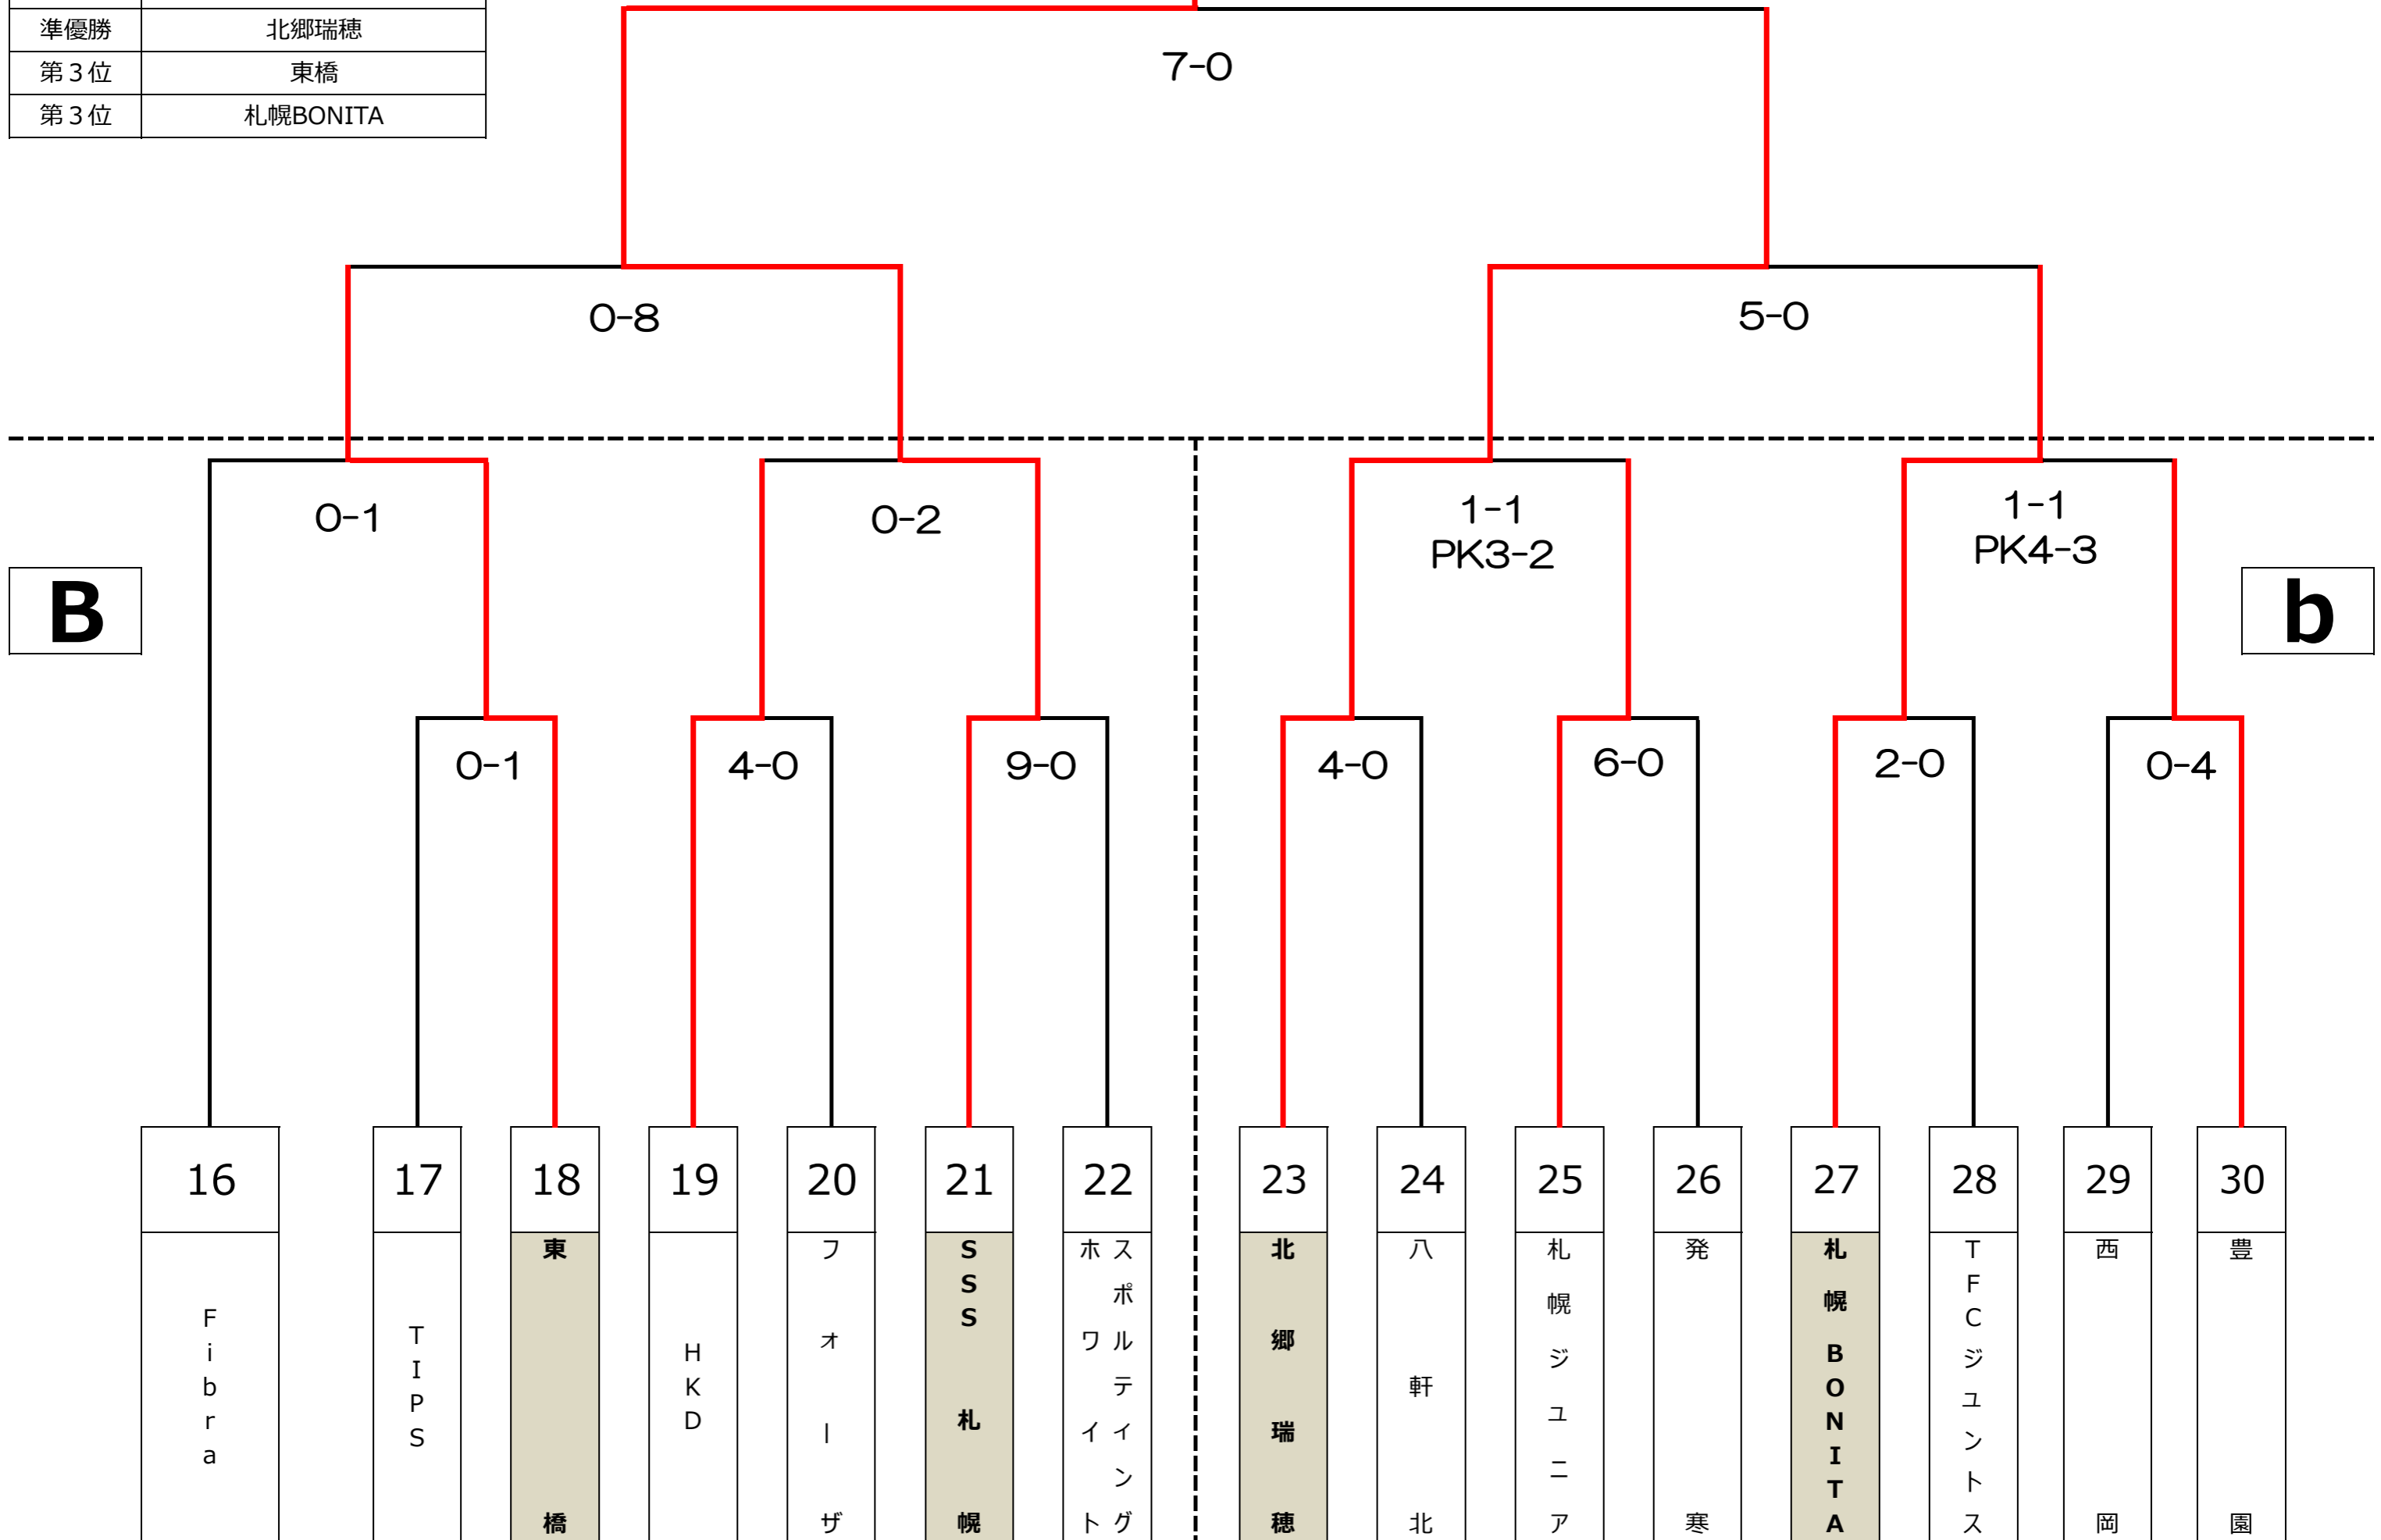 準優勝 北郷瑞穂
第３位 東橋
第３位 札幌BONITA
7-0
0-8 5-0
0-1 0-2 1-1 1-1
PK3-2 PK4-3
B b
0-1 4-0 9-0 4-0 6-0 2-0 0-4
16 17 18 19 20 21 22 23 24 25 26 27 28 29 30
Fibra
TIPS
東橋
HKD
フォーザ
SSS札幌
スポルティング
ホワイト
北郷瑞穂
八軒北
札幌ジュニア
発寒
札幌BONITA
TFCジュントス
西岡
豊園